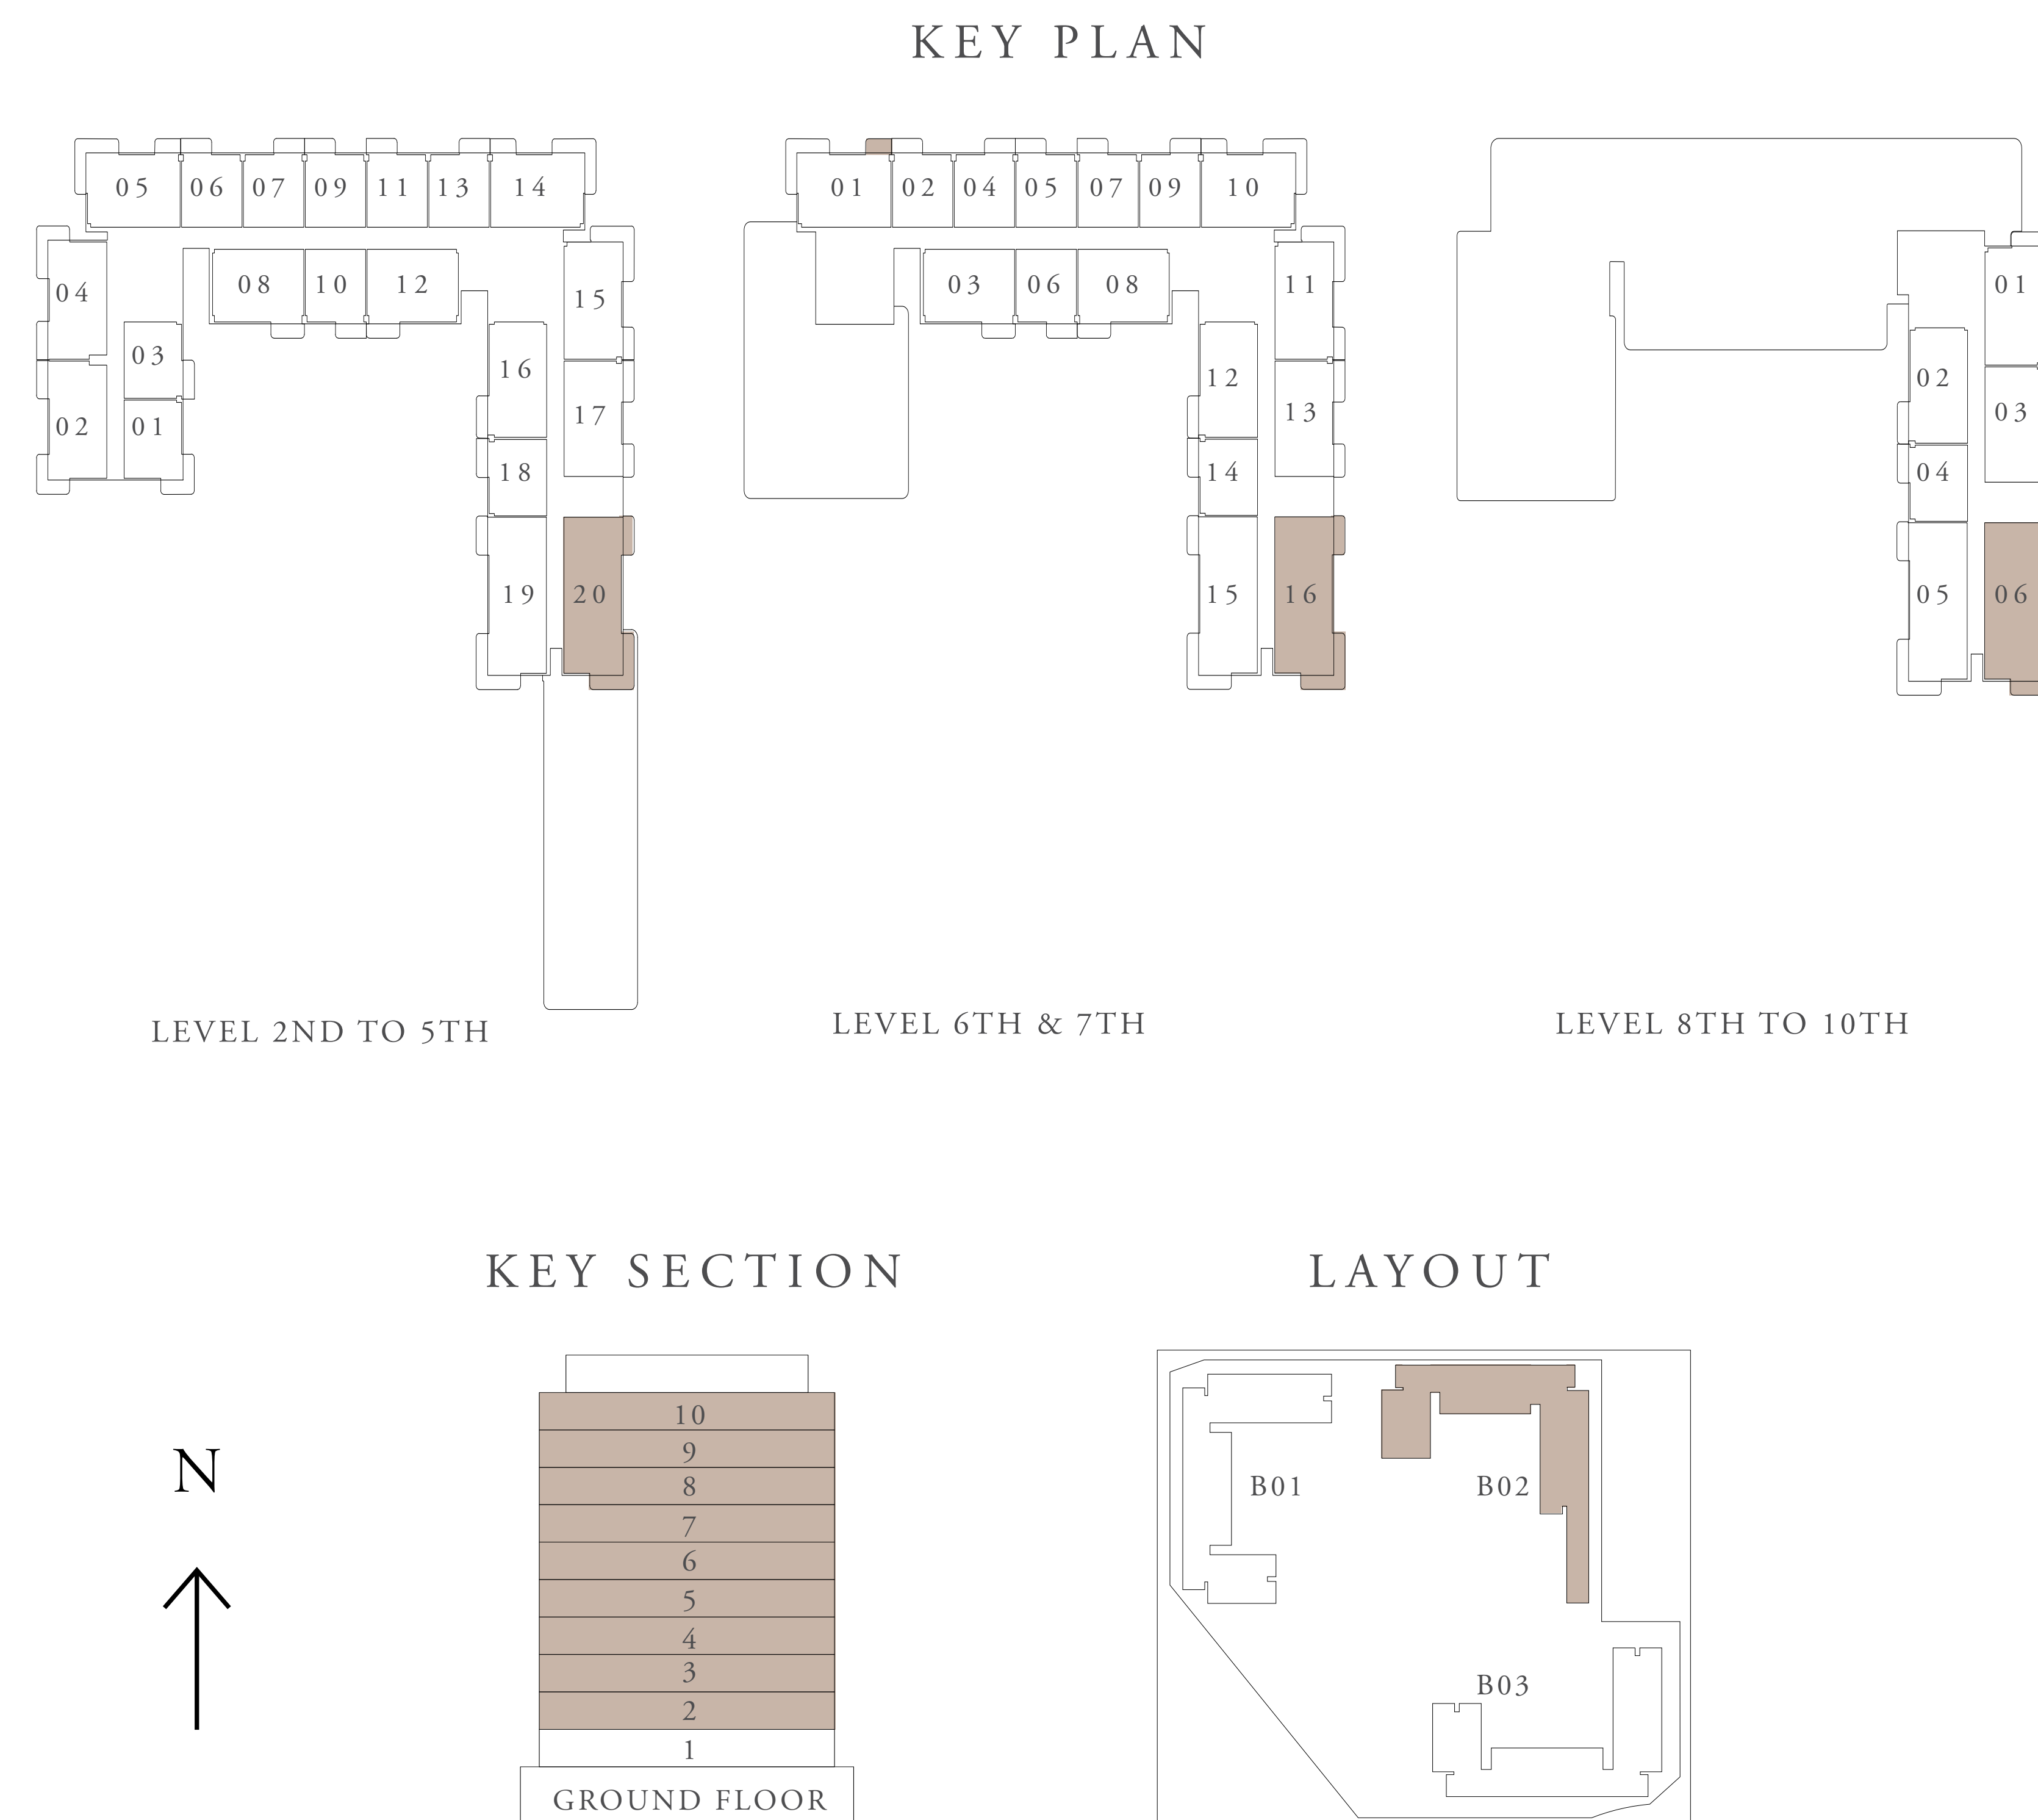 KEY PLAN
05 06 07 09 11 13 14
04 08 10 12 15
03 16
02 01 17
18
19 20
LEVEL 2ND TO 5TH
01 02 04 05 07 09 10
03 06 08 11
12 13
14
15 16
LEVEL 6TH & 7TH
01
02 03
04
05 06
LEVEL 8TH TO 10TH
KEY SECTION
10
9
8
7
6
5
4
3
2
1
GROUND FLOOR
LAYOUT
B01 B02
B03
N